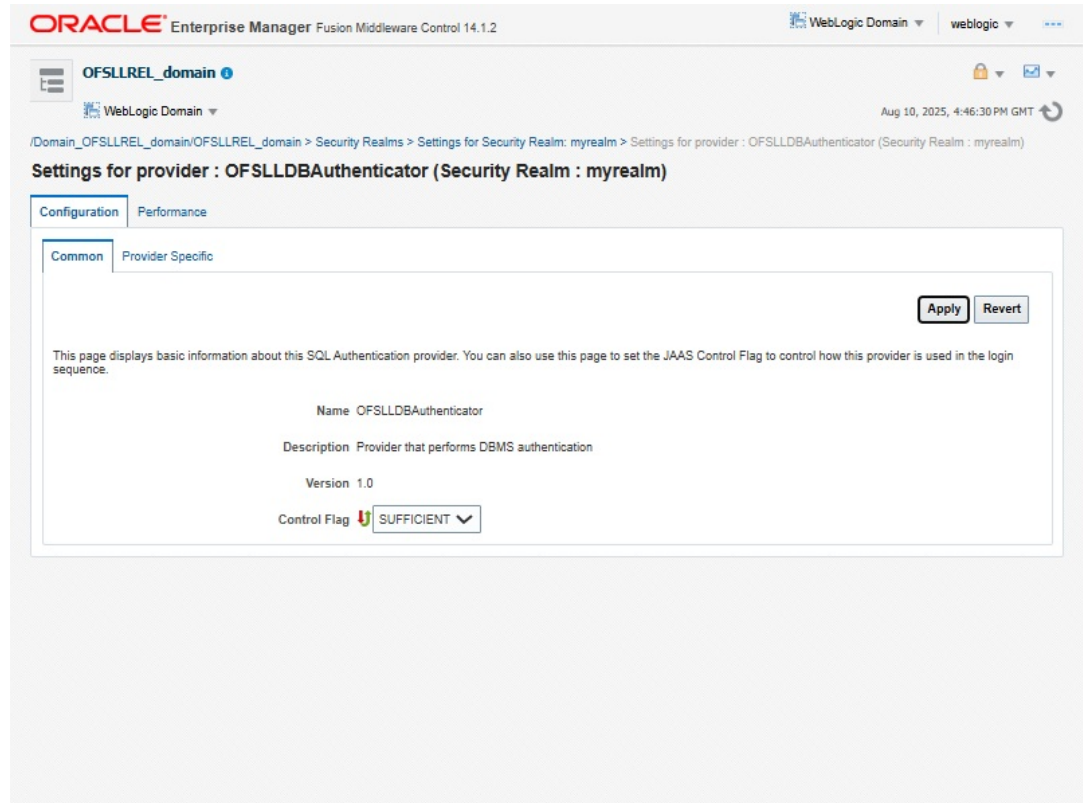 ORACLE Enterprise Manager Fusion Middleware Control 14.1.2
WebLogic Domain
weblogic
OFSLLREL_domain
WebLogic Domain
Aug 10, 2025, 4:46:30 PM GMT
/Domain_OFSLLREL_domain/OFSLLREL_domain > Security Realms > Settings for Security Realm: myrealm > Settings for provider : OFSLLDBAuthenticator (Security Realm : myrealm)
Settings for provider : OFSLLDBAuthenticator (Security Realm : myrealm)
Configuration Performance
Common Provider Specific
Apply Revert
This page displays basic information about this SQL Authentication provider. You can also use this page to set the JAAS Control Flag to control how this provider is used in the login
sequence.
Name OFSLLDBAuthenticator
Description Provider that performs DBMS authentication
Version 1.0
Control Flag SUFFICIENT